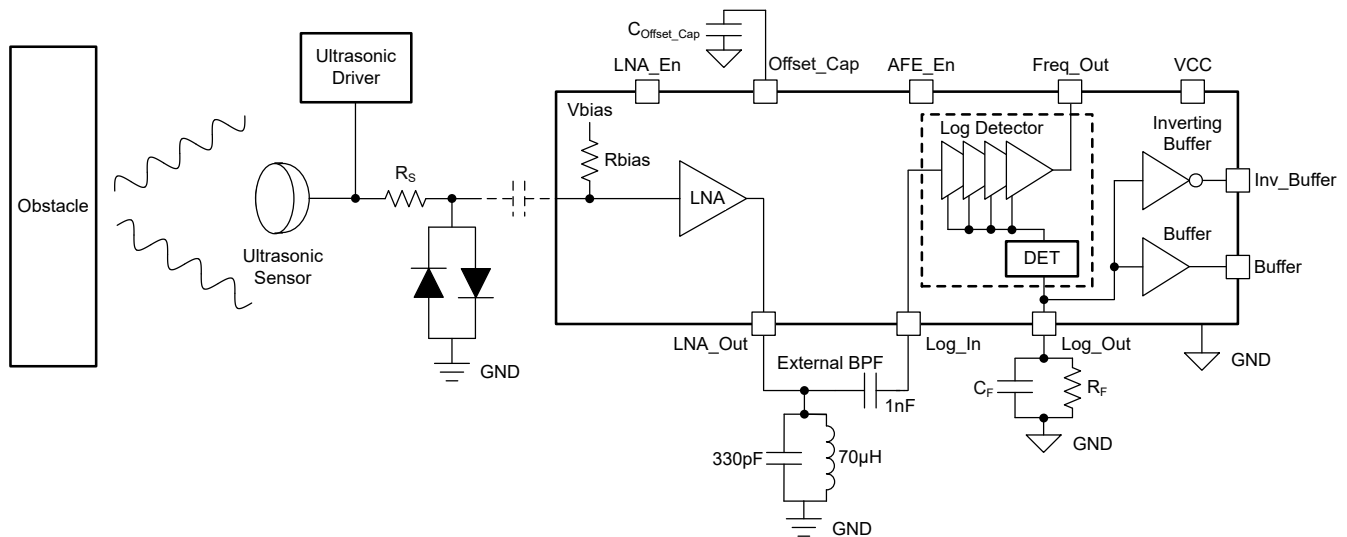 Obstacle
Ultrasonic
Driver
Ultrasonic
Sensor
RS
GND
COffset_Cap
LNA_En
Offset_Cap
AFE_En
Freq_Out
VCC
Vbias
Rbias
LNA
Log Detector
DET
Inverting
Buffer
Inv_Buffer
Buffer
Buffer
LNA_Out
Log_In
Log_Out
GND
External BPF
1nF
330pF
70µH
GND
CF
RF
GND